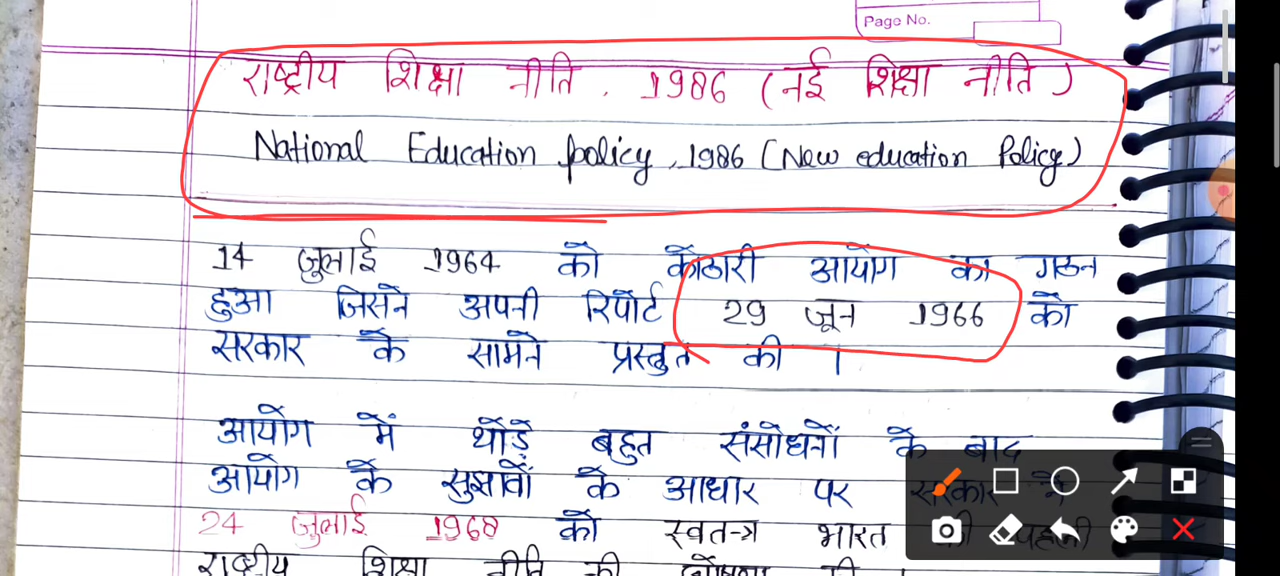 Page No.
राष्ट्रीय शिक्षा नीति, 1986 (नई शिक्षा नीति)
National Education policy, 1986 (New education Policy)
14 जुलाई 1964 को कोठारी आयोग का गठन
हुआ जिसने अपनी रिपोर्ट 29 जून 1966 को
सरकार के सामने प्रस्तुत की ।
आयोग में थोड़े बहुत संसोधनों के बाद
आयोग के सुझावों के आधार पर सरकार ने
24 जुलाई 1968 को स्वतन्त्र भारत की पहली
राष्ट्रीय शिक्षा नीति की घोषणा की ।